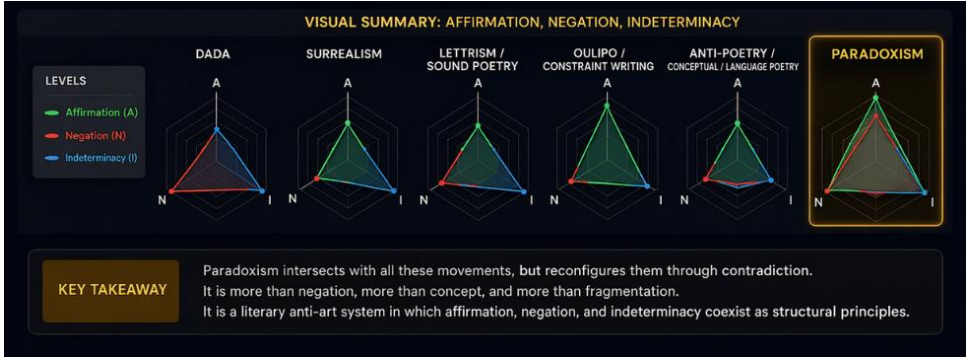 VISUAL SUMMARY: AFFIRMATION, NEGATION, INDETERMINACY
LEVELS
Affirmation (A)
Negation (N)
Indeterminacy (I)
DADA
A
N
I
SURREALISM
A
N
I
LETTRISM /
SOUND POETRY
A
N
I
OULIPO /
CONSTRAINT WRITING
A
N
I
ANTI-POETRY /
CONCEPTUAL / LANGUAGE POETRY
A
N
I
PARADOXISM
A
N
I
KEY TAKEAWAY
Paradoxism intersects with all these movements, but reconfigures them through contradiction.
It is more than negation, more than concept, and more than fragmentation.
It is a literary anti-art system in which affirmation, negation, and indeterminacy coexist as structural principles.